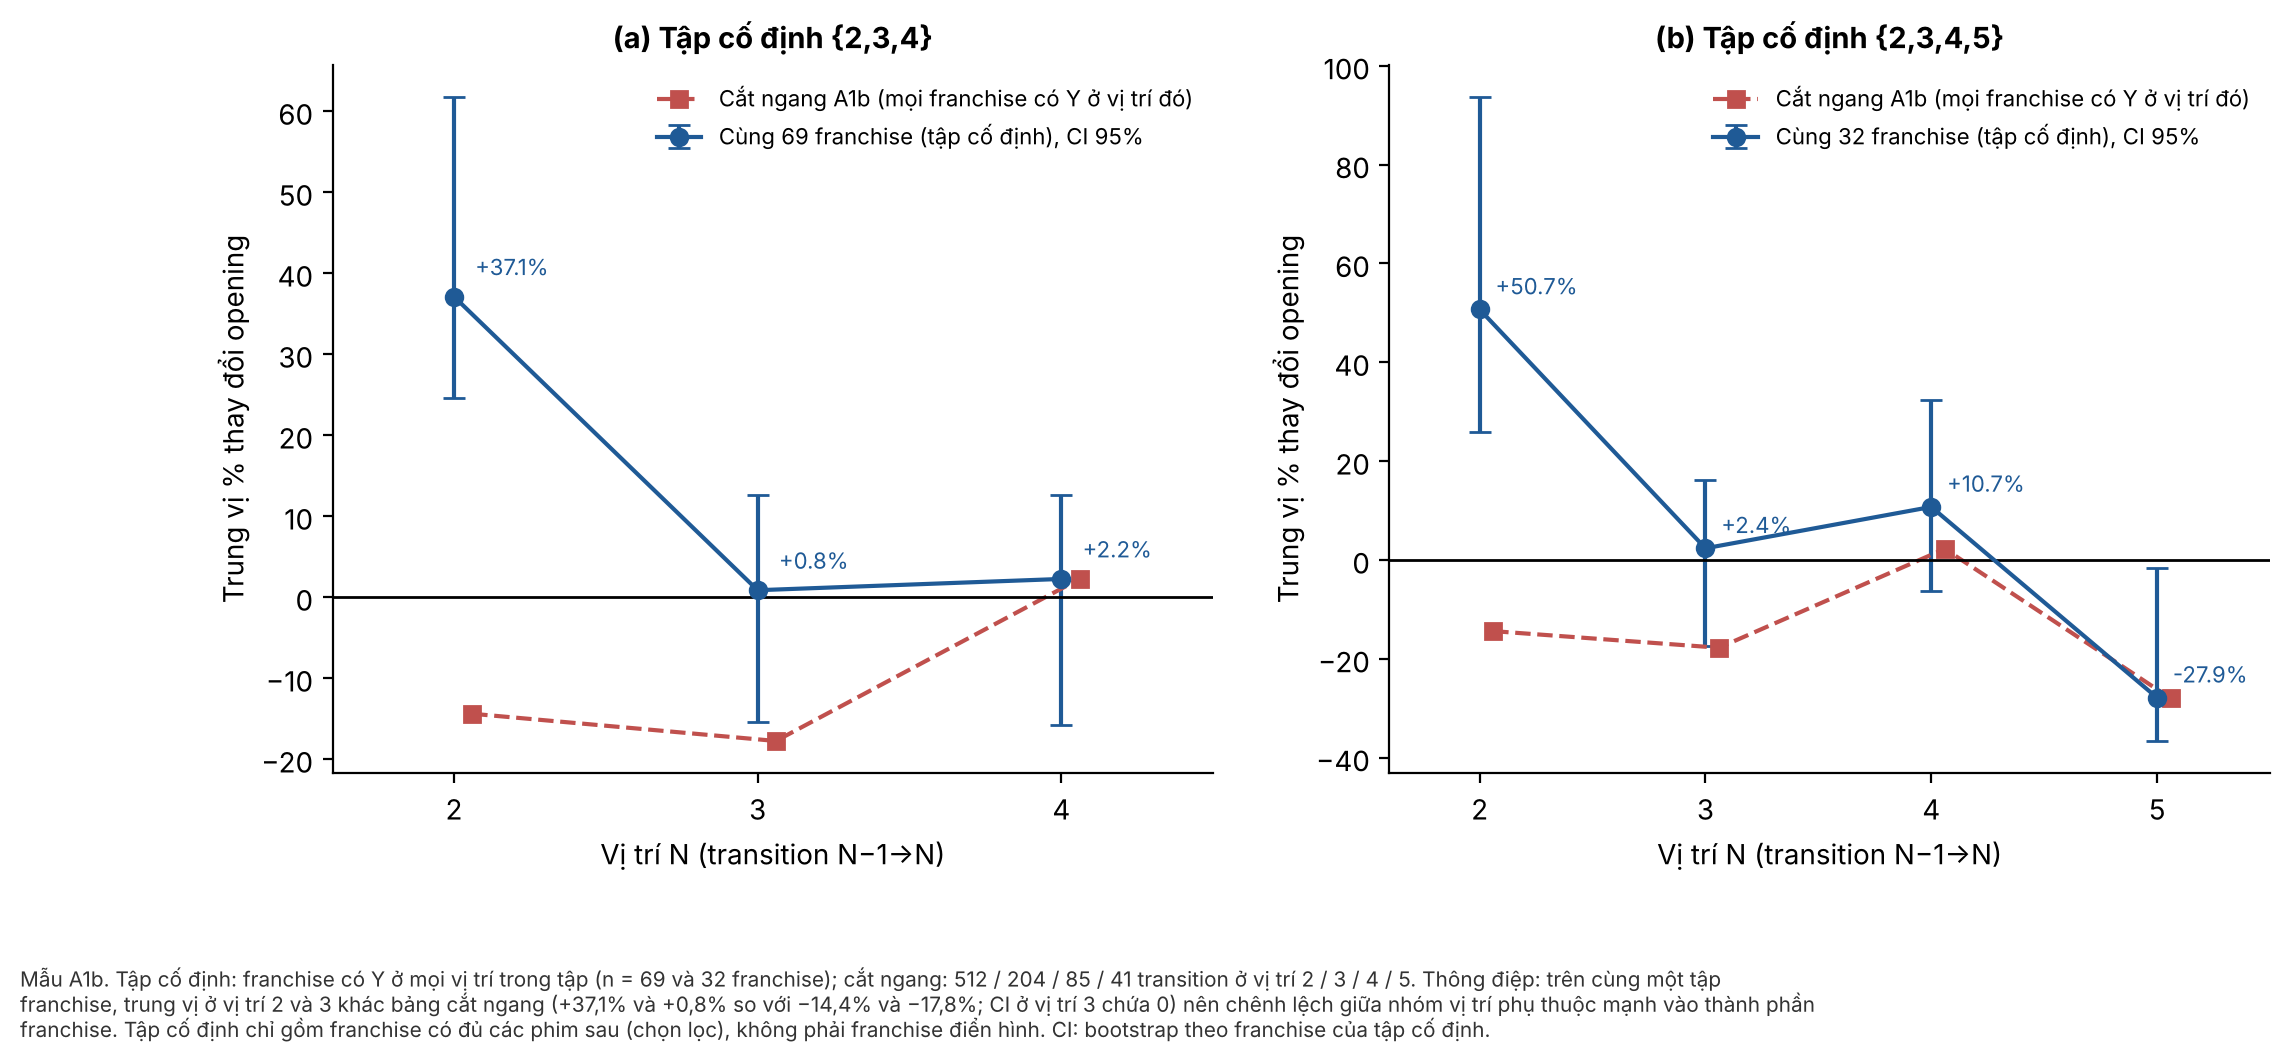 (a) Tập cố định {2,3,4}
Cắt ngang A1b (mọi franchise có Y ở vị trí đó)
Cùng 69 franchise (tập cố định), CI 95%
Trung vị % thay đổi opening
60
50
40
30
20
10
0
−10
−20
+37.1%
+0.8%
+2.2%
2
3
4
Vị trí N (transition N−1→N)
(b) Tập cố định {2,3,4,5}
Cắt ngang A1b (mọi franchise có Y ở vị trí đó)
Cùng 32 franchise (tập cố định), CI 95%
Trung vị % thay đổi opening
100
80
60
40
20
0
−20
−40
+50.7%
+2.4%
+10.7%
-27.9%
2
3
4
5
Vị trí N (transition N−1→N)
Mẫu A1b. Tập cố định: franchise có Y ở mọi vị trí trong tập (n = 69 và 32 franchise); cắt ngang: 512 / 204 / 85 / 41 transition ở vị trí 2 / 3 / 4 / 5. Thông điệp: trên cùng một tập
franchise, trung vị ở vị trí 2 và 3 khác bảng cắt ngang (+37,1% và +0,8% so với −14,4% và −17,8%; CI ở vị trí 3 chứa 0) nên chênh lệch giữa nhóm vị trí phụ thuộc mạnh vào thành phần
franchise. Tập cố định chỉ gồm franchise có đủ các phim sau (chọn lọc), không phải franchise điển hình. CI: bootstrap theo franchise của tập cố định.